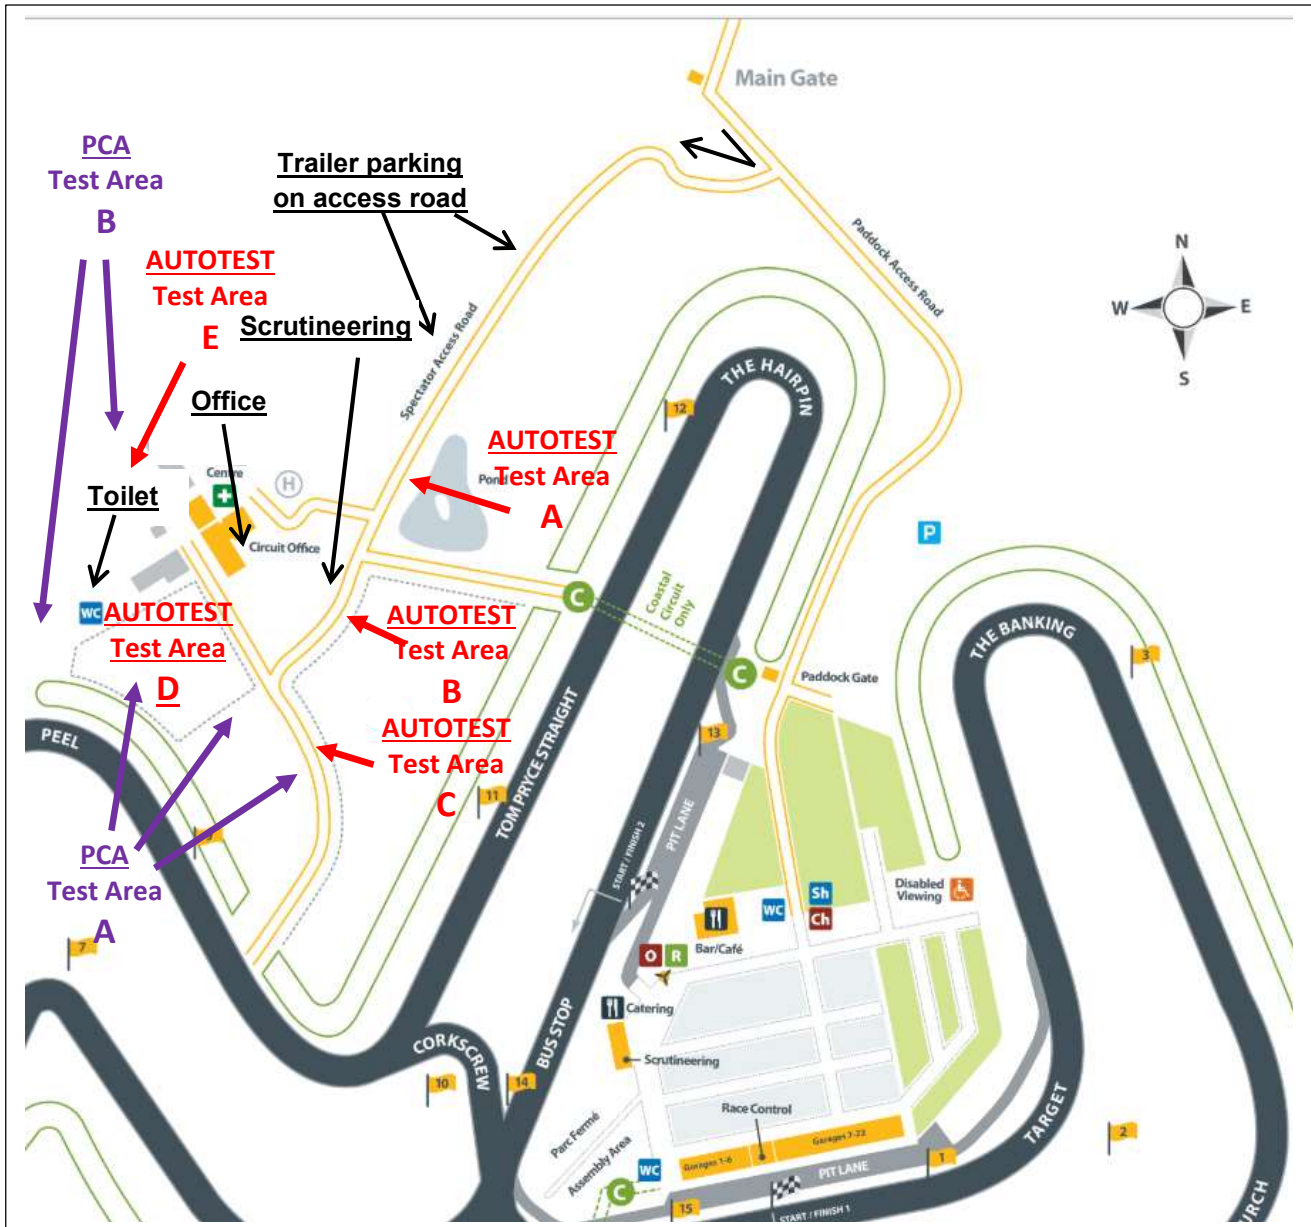 Main Gate
PCA
Test Area
B
Trailer parking
on access road
AUTOTEST
Test Area
E
Scrutineering
Paddock Access Road
N
W
E
S
Spectator Access Road
THE HAIRPIN
12
Office
AUTOTEST
Test Area
A
Pond
Centre
H
Toilet
Circuit Office
P
WC
AUTOTEST
Test Area
D
C
Coastal
Circuit
Only
AUTOTEST
Test Area
B
THE BANKING
3
C
Paddock Gate
PEEL
AUTOTEST
Test Area
C
TOM PRYCE STRAIGHT
13
11
PIT LANE
START / FINISH 2
9
PCA
Test Area
A
7
Disabled
Viewing
Sh
WC
Ch
Bar/Café
O
R
Catering
BUS STOP
CORKSCREW
Scrutineering
10
14
Race Control
Parc Fermé
Assembly Area
TARGET
2
Garages 7-22
Garages 1-6
WC
PIT LANE
1
C
15
START / FINISH 1
URCH